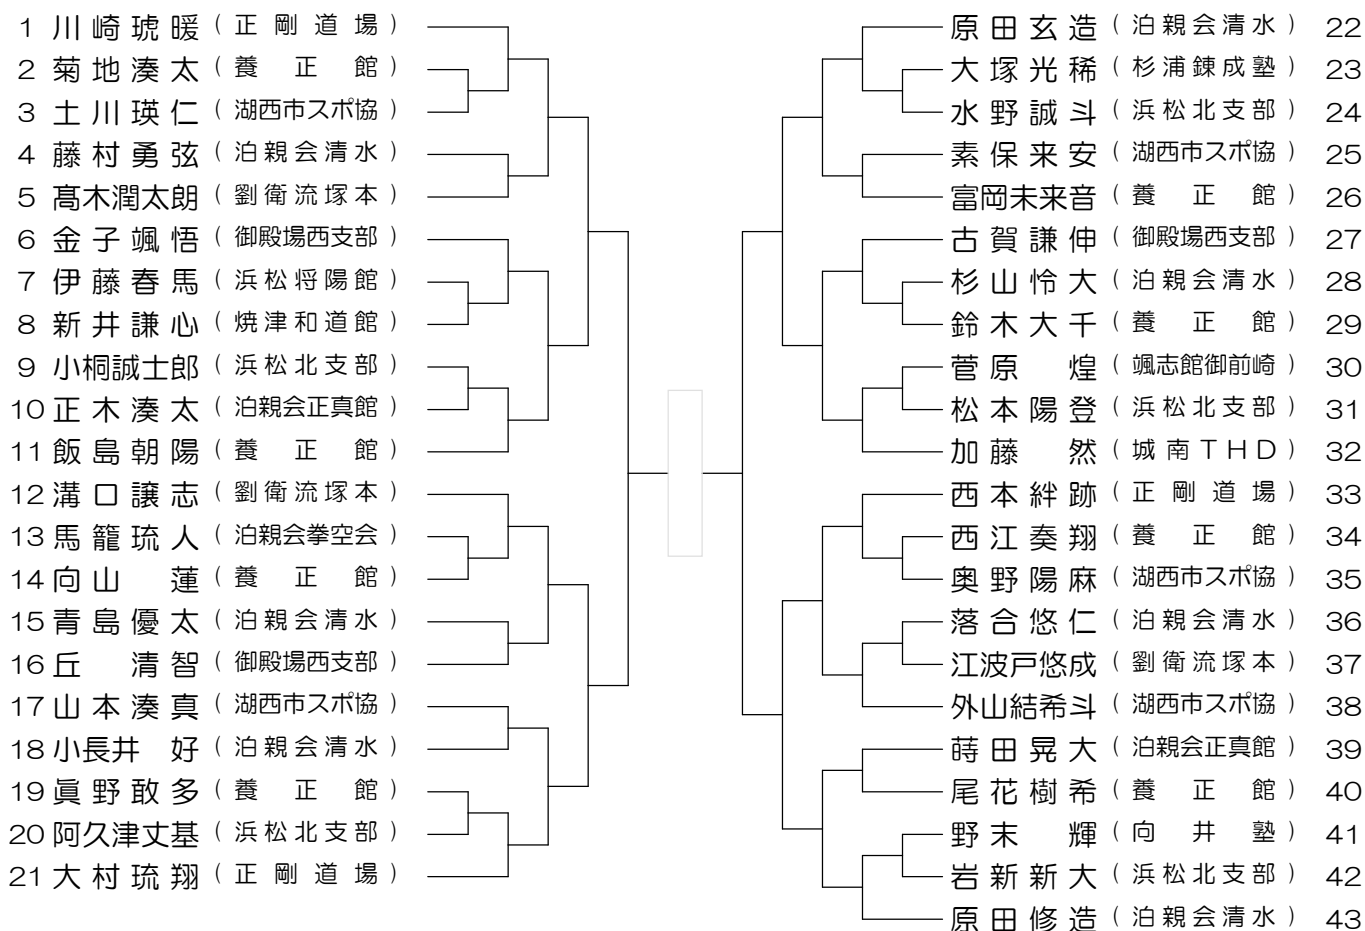 1 川崎琥暖（正剛道場）
2 菊地湊太（養正館）
3 土川瑛仁（湖西市スポ協）
4 藤村勇弦（泊親会清水）
5 髙木潤太朗（劉衛流塚本）
6 金子颯悟（御殿場西支部）
7 伊藤春馬（浜松将陽館）
8 新井謙心（焼津和道館）
9 小桐誠士郎（浜松北支部）
10 正木湊太（泊親会正真館）
11 飯島朝陽（養正館）
12 溝口譲志（劉衛流塚本）
13 馬籠琉人（泊親会拳空会）
14 向山　蓮（養正館）
15 青島優太（泊親会清水）
16 丘　清智（御殿場西支部）
17 山本湊真（湖西市スポ協）
18 小長井　好（泊親会清水）
19 眞野敢多（養正館）
20 阿久津丈基（浜松北支部）
21 大村琉翔（正剛道場）
原田玄造（泊親会清水） 22
大塚光稀（杉浦錬成塾） 23
水野誠斗（浜松北支部） 24
素保来安（湖西市スポ協） 25
富岡未来音（養正館） 26
古賀謙伸（御殿場西支部） 27
杉山怜大（泊親会清水） 28
鈴木大千（養正館） 29
菅原　煌（颯志館御前崎） 30
松本陽登（浜松北支部） 31
加藤　然（城南ＴＨＤ） 32
西本絆跡（正剛道場） 33
西江奏翔（養正館） 34
奥野陽麻（湖西市スポ協） 35
落合悠仁（泊親会清水） 36
江波戸悠成（劉衛流塚本） 37
外山結希斗（湖西市スポ協） 38
蒔田晃大（泊親会正真館） 39
尾花樹希（養正館） 40
野末　輝（向井塾） 41
岩新新大（浜松北支部） 42
原田修造（泊親会清水） 43